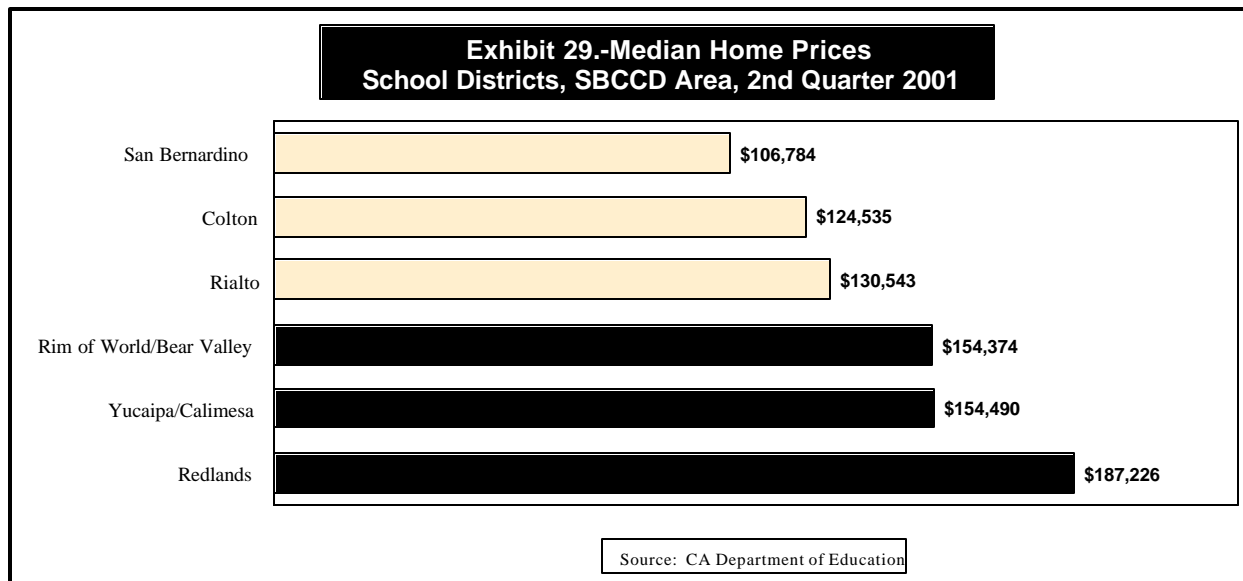 Exhibit 29.-Median Home Prices
School Districts, SBCCD Area, 2nd Quarter 2001
San Bernardino $106,784
Colton $124,535
Rialto $130,543
Rim of World/Bear Valley $154,374
Yucaipa/Calimesa $154,490
Redlands $187,226
Source: CA Department of Education